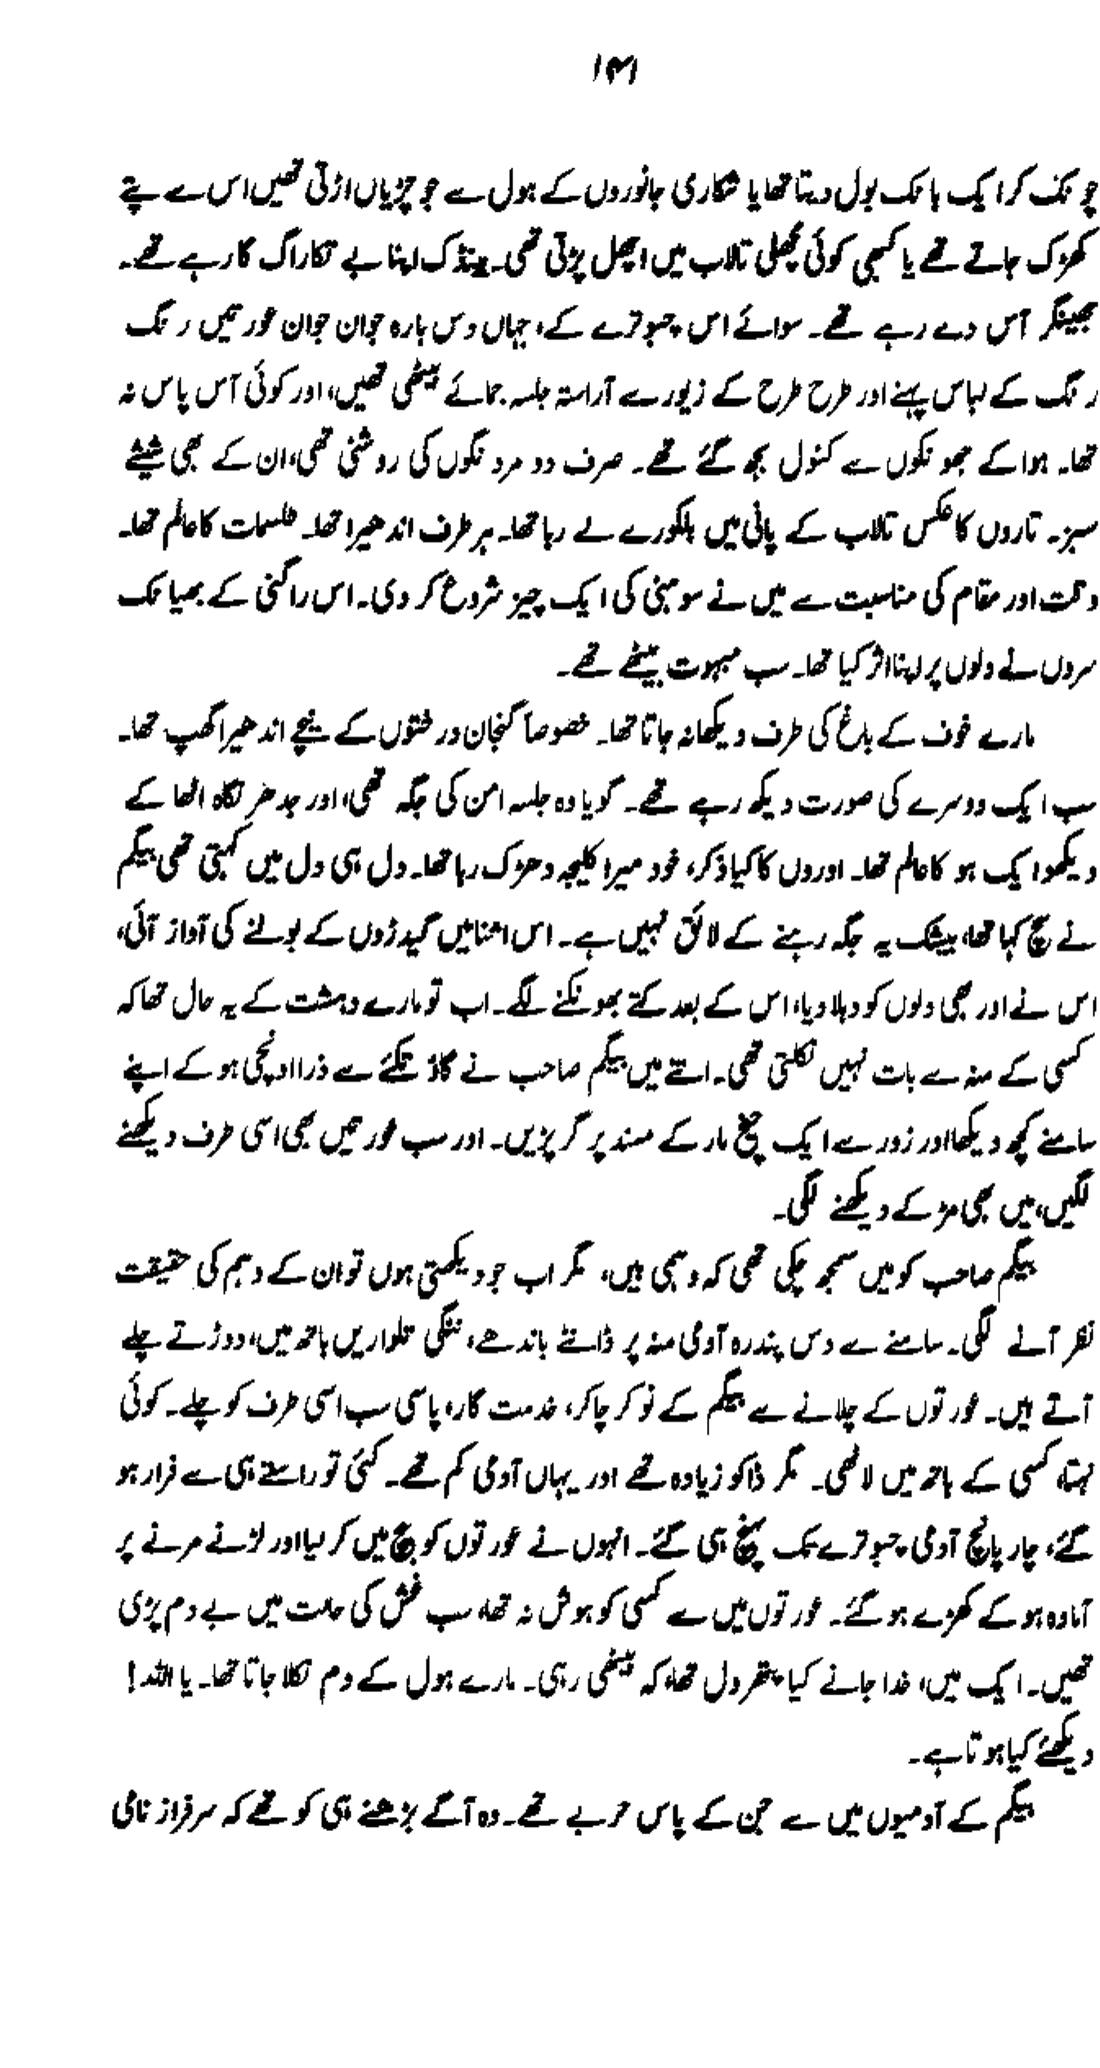 ۱۴۱
چونک کر ایک ہانک بول دیتا تھا یا شکاری جانوروں کے ہول سے جو چڑیاں اڑتی تھیں اس سے پتے
کھڑک جاتے تھے یا کبھی کوئی مچھلی تالاب میں اچھل پڑتی تھی۔ مینڈک اپنا بے تکا راگ گا رہے تھے۔
جھینگر آس دے رہے تھے۔ سوائے اس چبوترے کے، جہاں دس بارہ جوان جوان عورتیں رنگ
رنگ کے لباس پہنے اور طرح طرح کے زیور سے آراستہ جلسہ جمائے بیٹھی تھیں، اور کوئی آس پاس نہ
تھا۔ ہوا کے جھونکوں سے کنول بجھ گئے تھے۔ صرف دو مردنگوں کی روشنی تھی، ان کے بھی شیشے
سبز۔ تاروں کا عکس تالاب کے پانی میں ہلکورے لے رہا تھا۔ ہر طرف اندھیرا تھا۔ طلسمات کا عالم تھا۔
وقت اور مقام کی مناسبت سے میں نے سوہنی کی ایک چیز شروع کر دی۔ اس راگنی کے بھیانک
سروں نے دلوں پر اپنا اثر کیا تھا۔ سب مبہوت بیٹھے تھے۔
مارے خوف کے باغ کی طرف دیکھا نہ جاتا تھا۔ خصوصاً گنجان درختوں کے نیچے اندھیرا گھپ تھا۔
سب ایک دوسرے کی صورت دیکھ رہے تھے۔ گویا وہ جلسہ امن کی جگہ تھی، اور جدھر نگاہ اٹھا کے
دیکھو ایک ہو کا عالم تھا۔ اوروں کا کیا ذکر، خود میرا کلیجہ دھڑک رہا تھا۔ دل ہی دل میں کہتی تھی بیگم
نے سچ کہا تھا، بیشک یہ جگہ رہنے کے لائق نہیں ہے۔ اس اثنا میں گیدڑوں کے بولنے کی آواز آئی،
اس نے اور بھی دلوں کو دہلا دیا، اس کے بعد کتے بھونکنے لگے۔ اب تو مارے دہشت کے یہ حال تھا کہ
کسی کے منہ سے بات نہیں نکلتی تھی۔ اتنے میں بیگم صاحب نے گاؤ تکئے سے ذرا اونچی ہو کے اپنے
سامنے کچھ دیکھا اور زور سے ایک چیخ مار کے مسند پر گر پڑیں۔ اور سب عورتیں بھی اسی طرف دیکھنے
لگیں، میں بھی مڑ کے دیکھنے لگی۔
بیگم صاحب کو میں سمجھ چکی تھی کہ وہمی ہیں، مگر اب جو دیکھتی ہوں تو ان کے وہم کی حقیقت
نظر آنے لگی۔ سامنے سے دس پندرہ آدمی منہ پر ڈھاٹے باندھے، ننگی تلواریں ہاتھ میں، دوڑتے چلے
آتے ہیں۔ عورتوں کے چلانے سے بیگم کے نوکر چاکر، خدمت گار، پاسی سب اسی طرف کو چلے۔ کوئی
نہتا، کسی کے ہاتھ میں لاٹھی۔ مگر ڈاکو زیادہ تھے اور یہاں آدمی کم تھے۔ کئی تو راستے ہی سے فرار ہو
گئے، چار پانچ آدمی چبوترے تک پہنچ ہی گئے۔ انہوں نے عورتوں کو بیچ میں کر لیا اور لڑنے مرنے پر
آمادہ ہو کے کھڑے ہو گئے۔ عورتوں میں سے کسی کو ہوش نہ تھا، سب غش کی حالت میں بے دم پڑی
تھیں۔ ایک میں، خدا جانے کیا پتھر دل تھا، کہ بیٹھی رہی۔ مارے ہول کے دم نکلا جاتا تھا۔ یا اللہ!
دیکھئے کیا ہوتا ہے۔
بیگم کے آدمیوں میں سے جن کے پاس حربے تھے۔ وہ آگے بڑھنے ہی کو تھے کہ سرفراز نامی